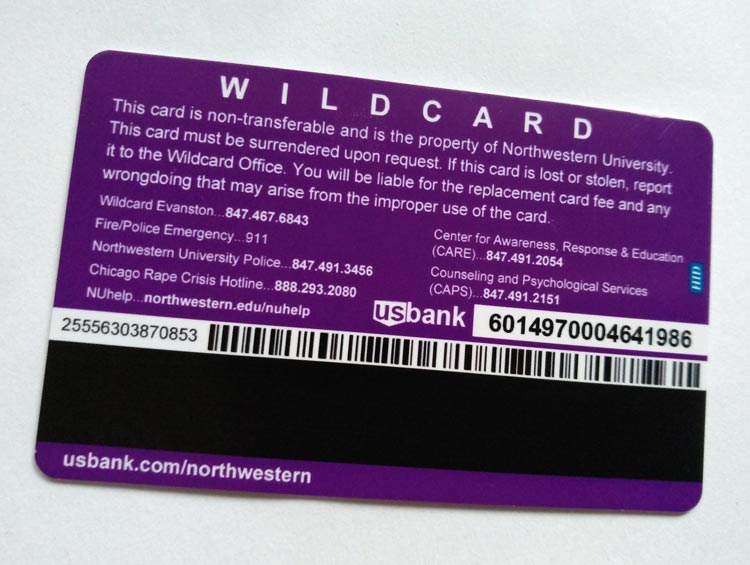 WILDCARD
This card is non-transferable and is the property of Northwestern University.
This card must be surrendered upon request. If this card is lost or stolen, report
it to the Wildcard Office. You will be liable for the replacement card fee and any
wrongdoing that may arise from the improper use of the card.
Wildcard Evanston...847.467.6843
Fire/Police Emergency...911
Northwestern University Police...847.491.3456
Chicago Rape Crisis Hotline...888.293.2080
NUhelp...northwestern.edu/nuhelp
Center for Awareness, Response & Education
(CARE)...847.491.2054
Counseling and Psychological Services
(CAPS)...847.491.2151
usbank
6014970004641986
25556303870853
usbank.com/northwestern